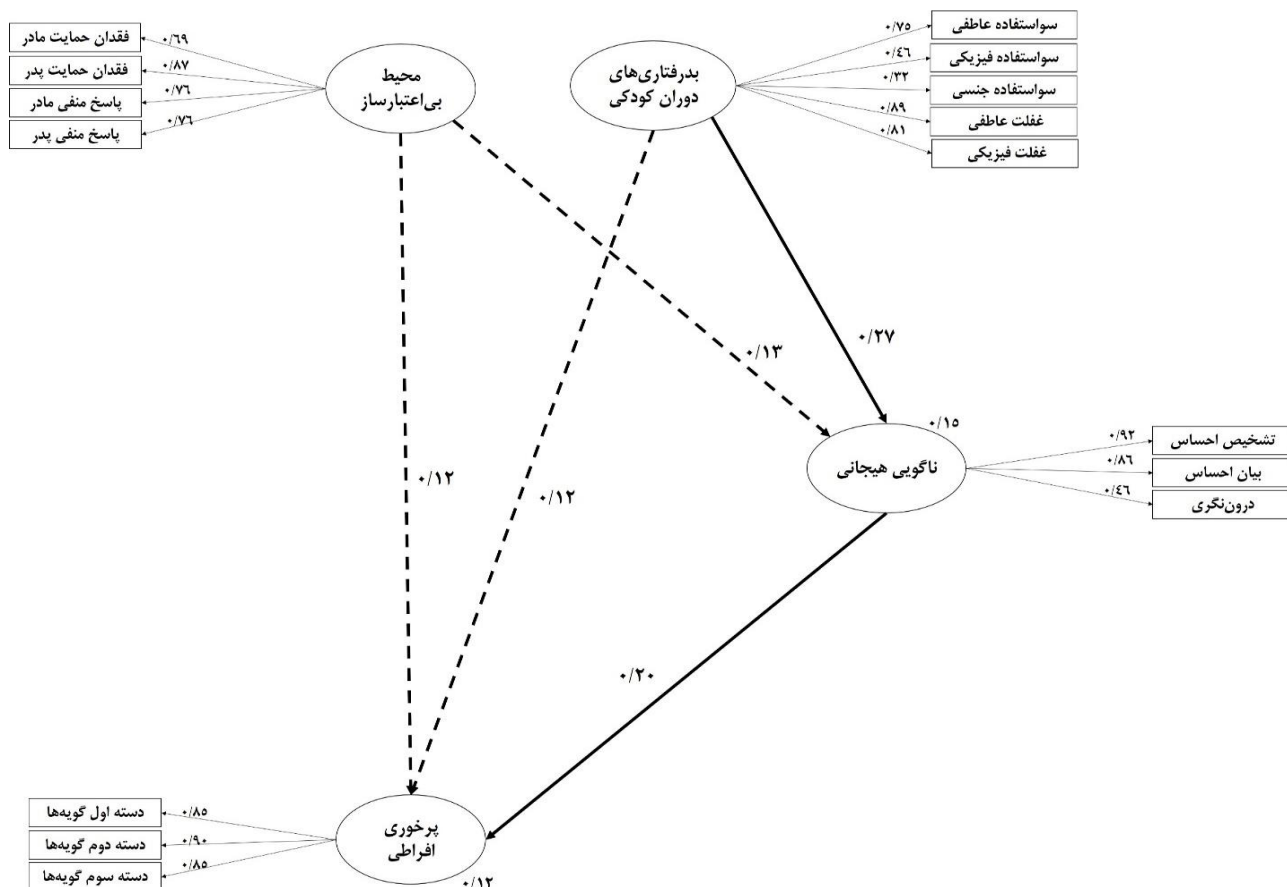 سواستفاده عاطفی
۰/۷۵
سواستفاده فیزیکی
۰/۴۶
سواستفاده جنسی
۰/۳۲
غفلت عاطفی
۰/۸۹
غفلت فیزیکی
۰/۸۱
بدرفتاری‌های
دوران کودکی
محیط
بی‌اعتبارساز
فقدان حمایت مادر
۰/۶۹
فقدان حمایت پدر
۰/۸۷
پاسخ منفی مادر
۰/۷۶
پاسخ منفی پدر
۰/۷۶
۰/۲۷
۰/۱۳
۰/۱۲
۰/۱۲
۰/۱۵
ناگویی هیجانی
تشخیص احساس
۰/۹۲
بیان احساس
۰/۸۶
درون‌نگری
۰/۴۶
۰/۲۰
پرخوری
افراطی
۰/۱۲
دسته اول گویه‌ها
۰/۸۵
دسته دوم گویه‌ها
۰/۹۰
دسته سوم گویه‌ها
۰/۸۵